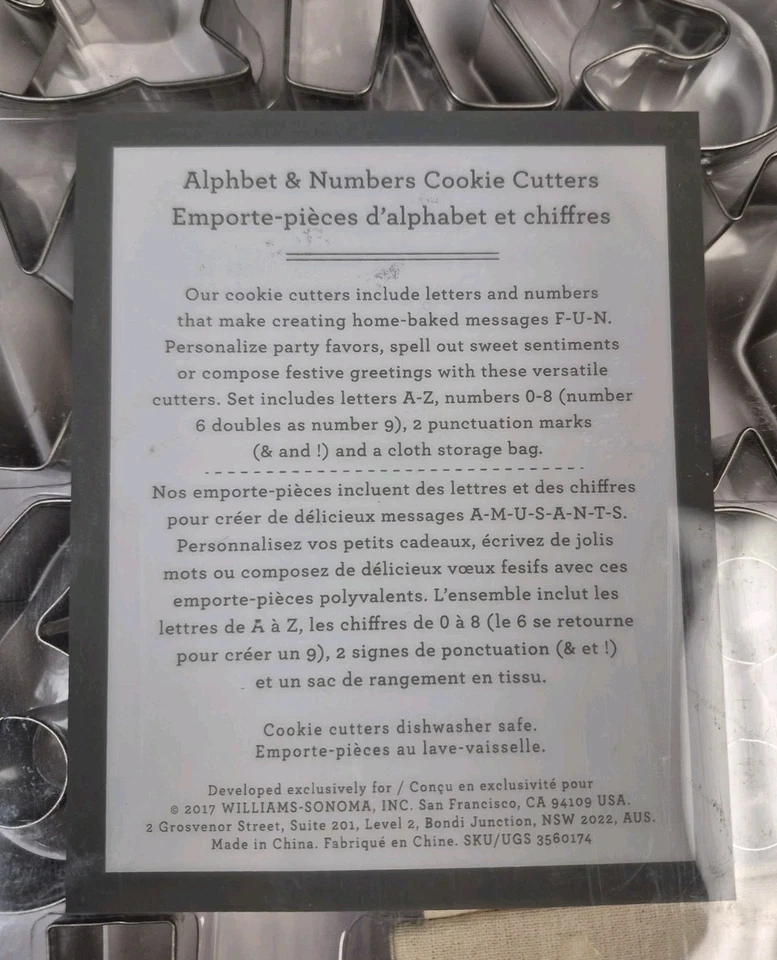 Alphbet & Numbers Cookie Cutters
Emporte-pièces d'alphabet et chiffres
Our cookie cutters include letters and numbers
that make creating home-baked messages F-U-N.
Personalize party favors, spell out sweet sentiments
or compose festive greetings with these versatile
cutters. Set includes letters A-Z, numbers 0-8 (number
6 doubles as number 9), 2 punctuation marks
(& and !) and a cloth storage bag.
Nos emporte-pièces incluent des lettres et des chiffres
pour créer de délicieux messages A-M-U-S-A-N-T-S.
Personnalisez vos petits cadeaux, écrivez de jolis
mots ou composez de délicieux vœux fesifs avec ces
emporte-pièces polyvalents. L'ensemble inclut les
lettres de A à Z, les chiffres de 0 à 8 (le 6 se retourne
pour créer un 9), 2 signes de ponctuation (& et !)
et un sac de rangement en tissu.
Cookie cutters dishwasher safe.
Emporte-pièces au lave-vaisselle.
Developed exclusively for / Conçu en exclusivité pour
© 2017 WILLIAMS-SONOMA, INC. San Francisco, CA 94109 USA.
2 Grosvenor Street, Suite 201, Level 2, Bondi Junction, NSW 2022, AUS.
Made in China. Fabriqué en Chine. SKU/UGS 3560174